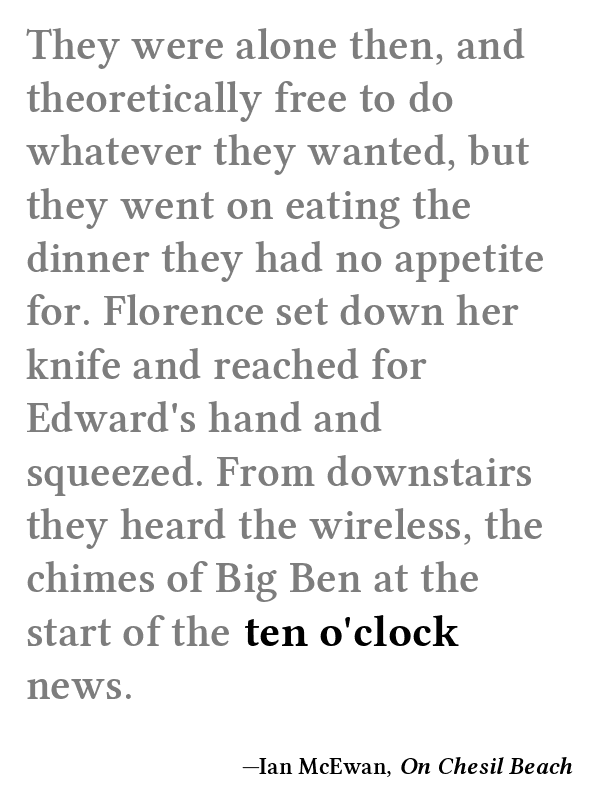 They were alone then, and
theoretically free to do
whatever they wanted, but
they went on eating the
dinner they had no appetite
for. Florence set down her
knife and reached for
Edward's hand and
squeezed. From downstairs
they heard the wireless, the
chimes of Big Ben at the
start of the ten o'clock
news.
—Ian McEwan, On Chesil Beach